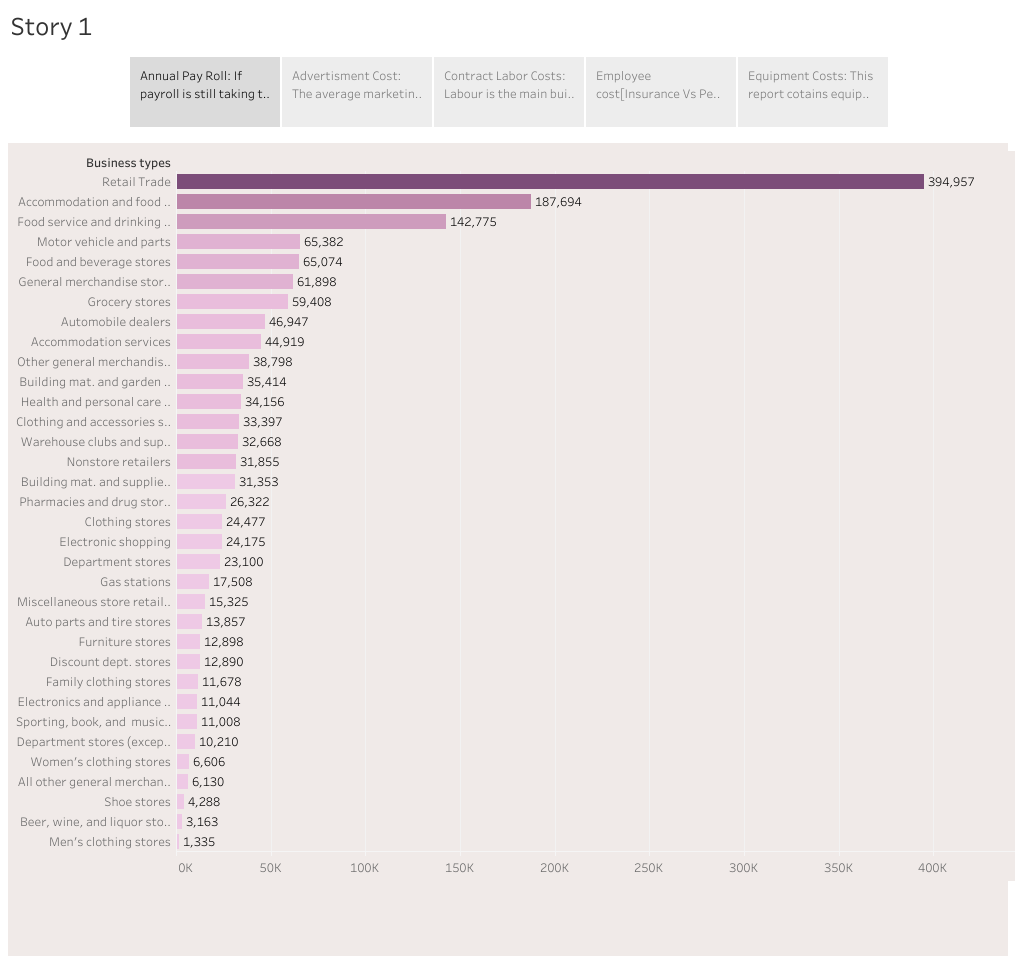 Story 1
Annual Pay Roll: If
payroll is still taking t..
Advertisment Cost:
The average marketin..
Contract Labor Costs:
Labour is the main bui..
Employee
cost[Insurance Vs Pe..
Equipment Costs: This
report cotains equip..
Business types
Retail Trade 394,957
Accommodation and food .. 187,694
Food service and drinking .. 142,775
Motor vehicle and parts 65,382
Food and beverage stores 65,074
General merchandise stor.. 61,898
Grocery stores 59,408
Automobile dealers 46,947
Accommodation services 44,919
Other general merchandis.. 38,798
Building mat. and garden .. 35,414
Health and personal care .. 34,156
Clothing and accessories s.. 33,397
Warehouse clubs and sup.. 32,668
Nonstore retailers 31,855
Building mat. and supplie.. 31,353
Pharmacies and drug stor.. 26,322
Clothing stores 24,477
Electronic shopping 24,175
Department stores 23,100
Gas stations 17,508
Miscellaneous store retail.. 15,325
Auto parts and tire stores 13,857
Furniture stores 12,898
Discount dept. stores 12,890
Family clothing stores 11,678
Electronics and appliance .. 11,044
Sporting, book, and music.. 11,008
Department stores (excep.. 10,210
Women's clothing stores 6,606
All other general merchan.. 6,130
Shoe stores 4,288
Beer, wine, and liquor sto.. 3,163
Men's clothing stores 1,335
0K 50K 100K 150K 200K 250K 300K 350K 400K